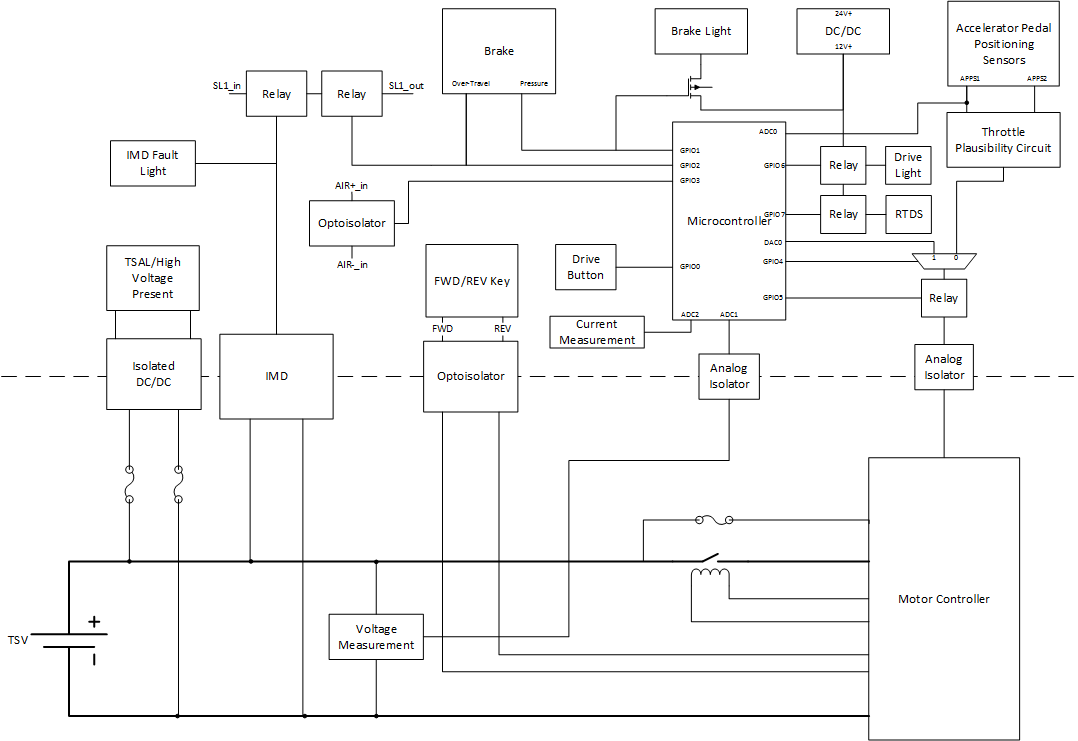 24V+
DC/DC
12V+
Brake Light
Accelerator Pedal
Positioning
Sensors
APPS1
APPS2
Brake
Over-Travel
Pressure
SL1_in
Relay
Relay
SL1_out
IMD Fault
Light
ADC0
GPIO1
GPIO2
GPIO3
GPIO6
GPIO7
Microcontroller
DAC0
GPIO4
GPIO0
GPIO5
ADC2
ADC1
Throttle
Plausibility Circuit
Relay
Drive
Light
Relay
RTDS
AIR+_in
Optoisolator
AIR-_in
1
0
Relay
TSAL/High
Voltage
Present
FWD/REV Key
FWD
REV
Drive
Button
Current
Measurement
Isolated
DC/DC
IMD
Optoisolator
Analog
Isolator
Analog
Isolator
TSV
+
Voltage
Measurement
Motor Controller